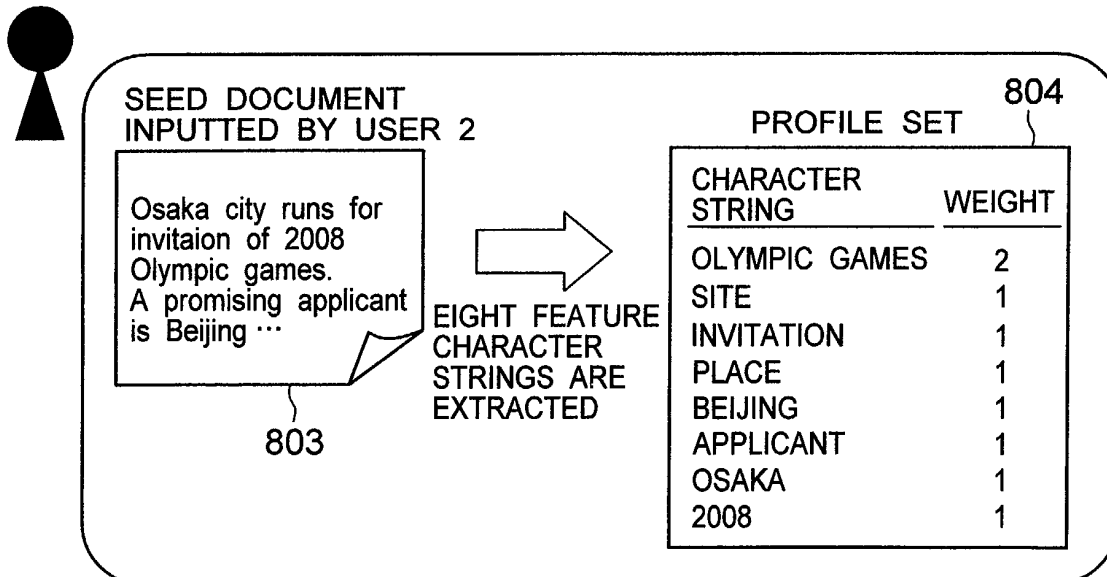 SEED DOCUMENT
INPUTTED BY USER 2
Osaka city runs for
invitaion of 2008
Olympic games.
A promising applicant
is Beijing ···
803
EIGHT FEATURE
CHARACTER
STRINGS ARE
EXTRACTED
804
PROFILE SET
CHARACTER
STRING WEIGHT
OLYMPIC GAMES 2
SITE 1
INVITATION 1
PLACE 1
BEIJING 1
APPLICANT 1
OSAKA 1
2008 1